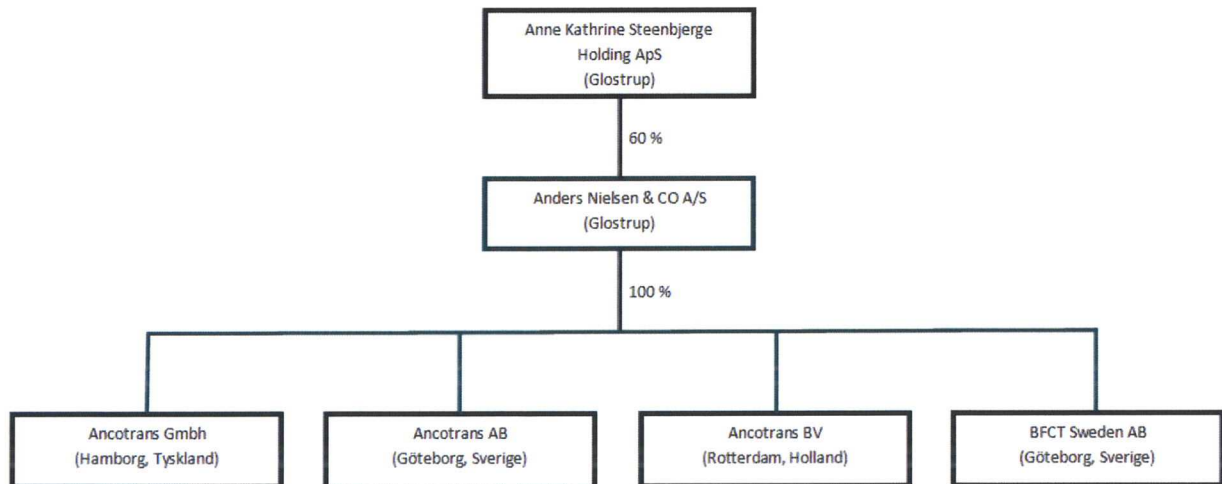 Anne Kathrine Steenbjerge
Holding ApS
(Glostrup)
60 %
Anders Nielsen & CO A/S
(Glostrup)
100 %
Ancotrans Gmbh
(Hamborg, Tyskland)
Ancotrans AB
(Göteborg, Sverige)
Ancotrans BV
(Rotterdam, Holland)
BFCT Sweden AB
(Göteborg, Sverige)